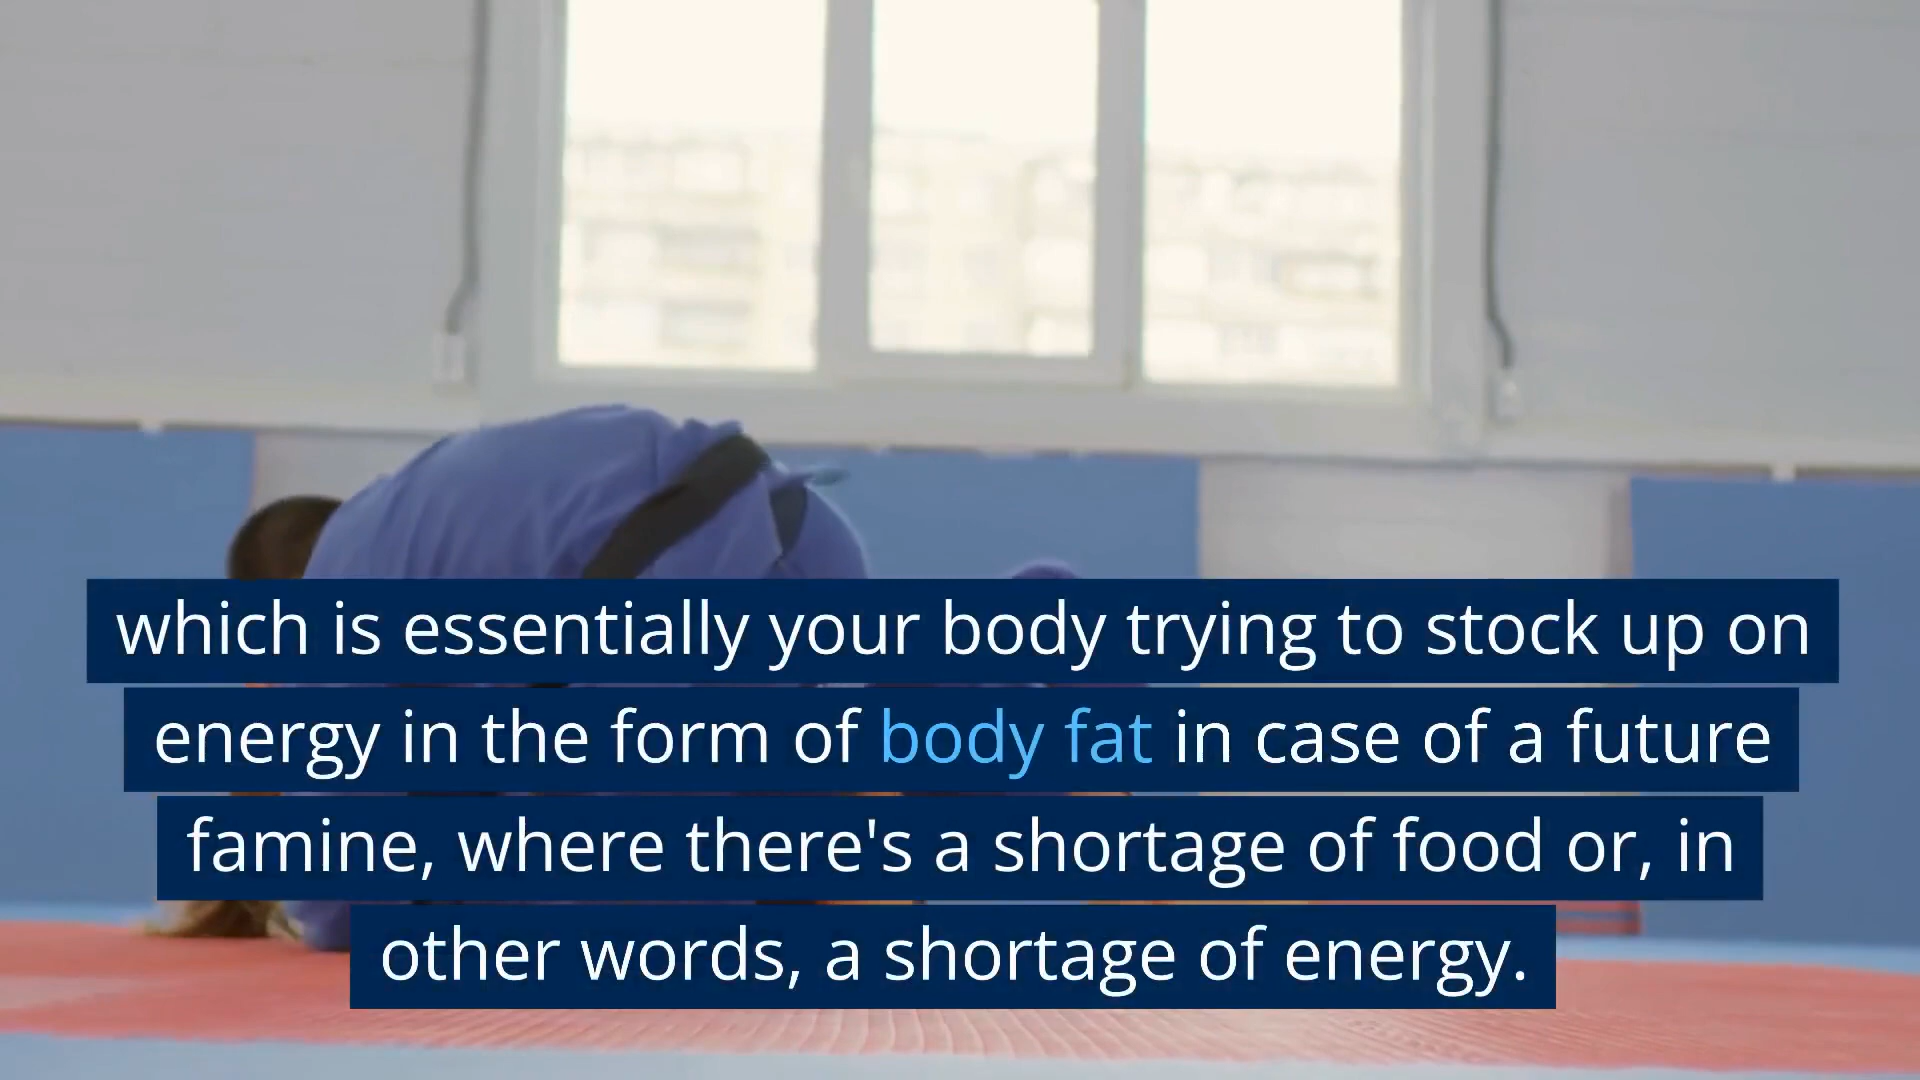 which is essentially your body trying to stock up on
energy in the form of body fat in case of a future
famine, where there's a shortage of food or, in
other words, a shortage of energy.